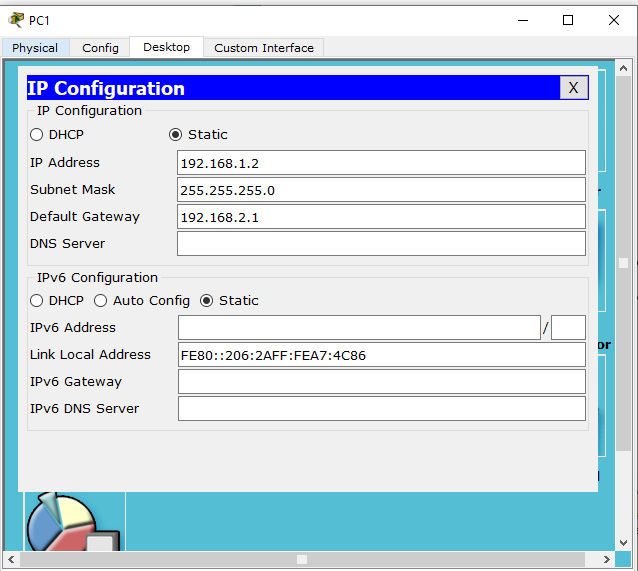 PC1
Physical Config Desktop Custom Interface
IP Configuration X
IP Configuration
DHCP Static
IP Address 192.168.1.2
Subnet Mask 255.255.255.0
Default Gateway 192.168.2.1
DNS Server
IPv6 Configuration
DHCP Auto Config Static
IPv6 Address /
Link Local Address FE80::206:2AFF:FEA7:4C86
IPv6 Gateway
IPv6 DNS Server